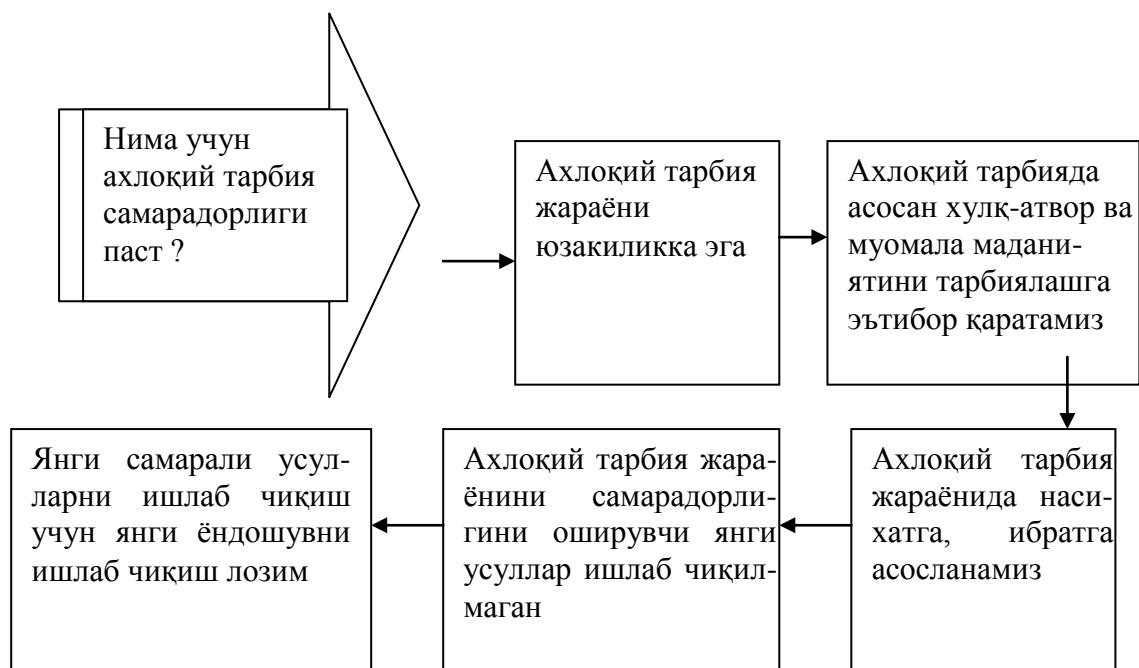 Нима учун
ахлоқий тарбия
самарадорлиги
паст ?
Ахлоқий тарбия
жараёни
юзакиликка эга
Ахлоқий тарбияда
асосан хулқ-атвор ва
муомала мадани-
ятини тарбиялашга
эътибор қаратамиз
Ахлоқий тарбия
жараёнида наси-
хатга, ибратга
асосланамиз
Ахлоқий тарбия жара-
ёнини самарадорли-
гини оширувчи янги
усуллар ишлаб чиқил-
маган
Янги самарали усул-
ларни ишлаб чиқиш
учун янги ёндошувни
ишлаб чиқиш лозим